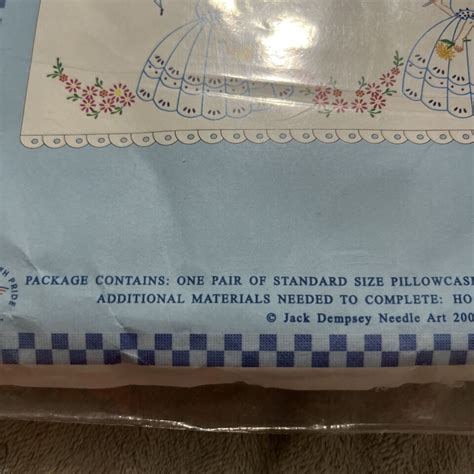 PRIDE
PACKAGE CONTAINS: ONE PAIR OF STANDARD SIZE PILLOWCASE
ADDITIONAL MATERIALS NEEDED TO COMPLETE: HO
© Jack Dempsey Needle Art 200